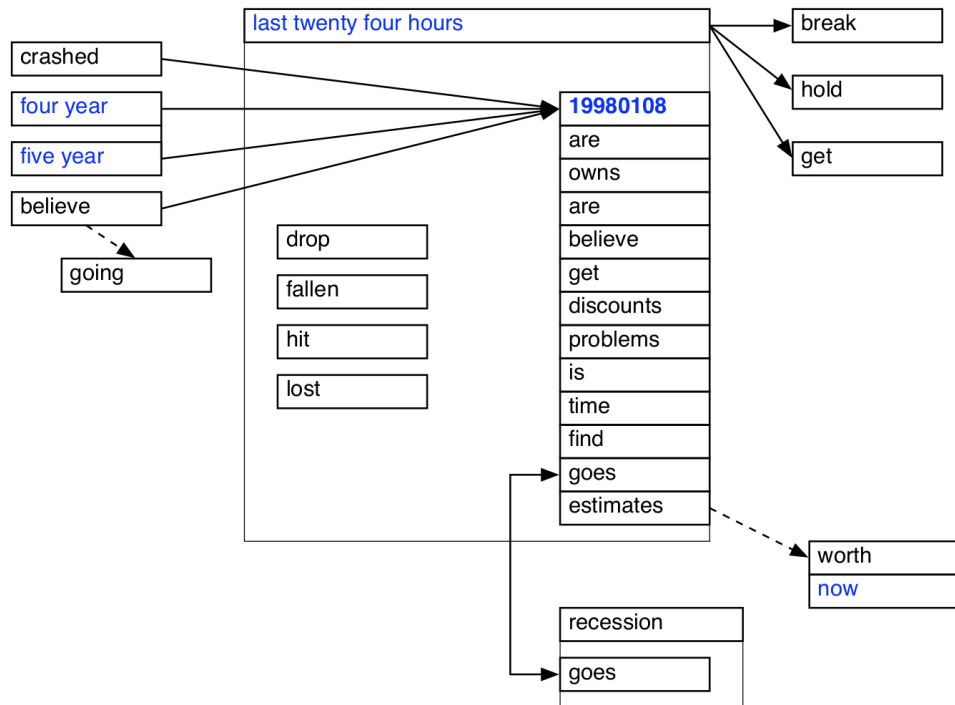 last twenty four hours
break
crashed
hold
four year
19980108
are
five year
get
owns
believe
are
drop
believe
going
get
fallen
discounts
hit
problems
is
lost
time
find
goes
estimates
worth
now
recession
goes